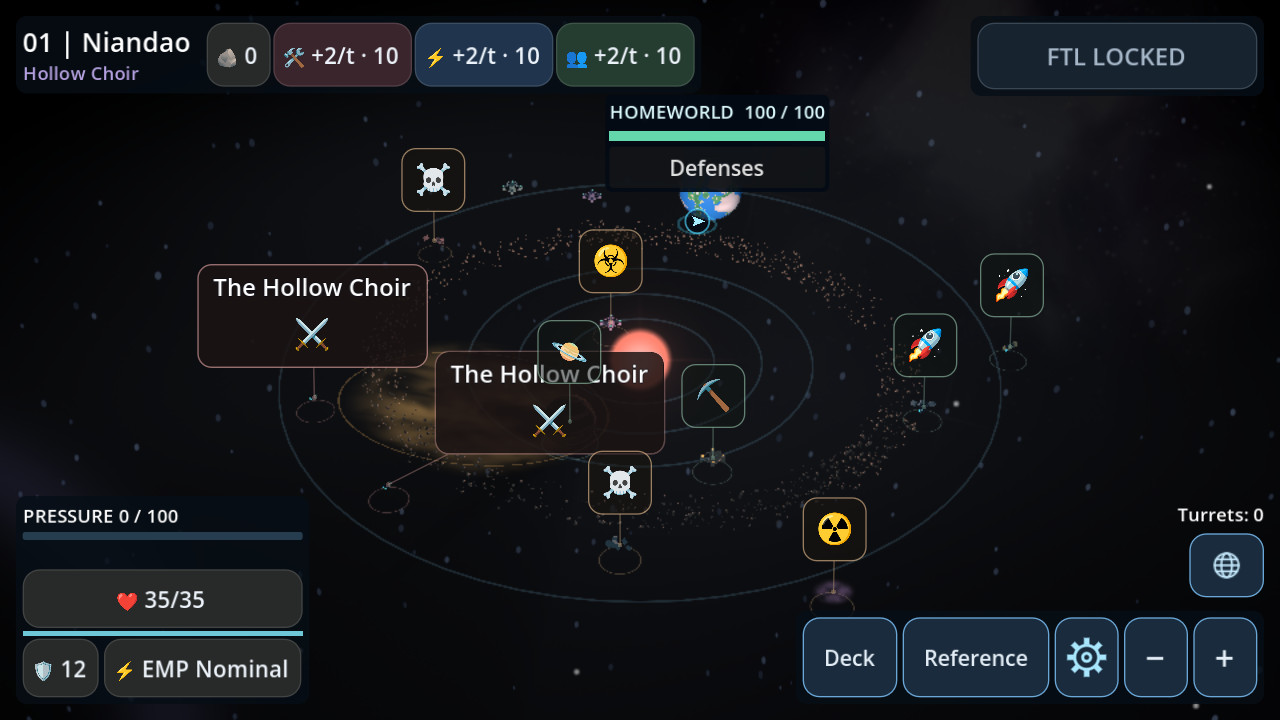 01 | Niandao
Hollow Choir
0
+2/t · 10
+2/t · 10
+2/t · 10
FTL LOCKED
HOMEWORLD 100 / 100
Defenses
The Hollow Choir
The Hollow Choir
PRESSURE 0 / 100
35/35
12
EMP Nominal
Turrets: 0
Deck
Reference
−
+